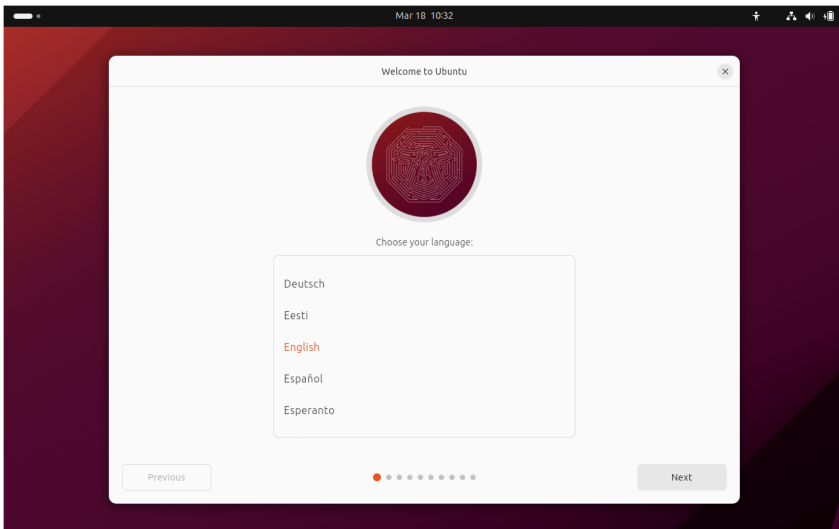 Mar 18 10:32
Welcome to Ubuntu
Choose your language:
Deutsch
Eesti
English
Español
Esperanto
Previous
Next